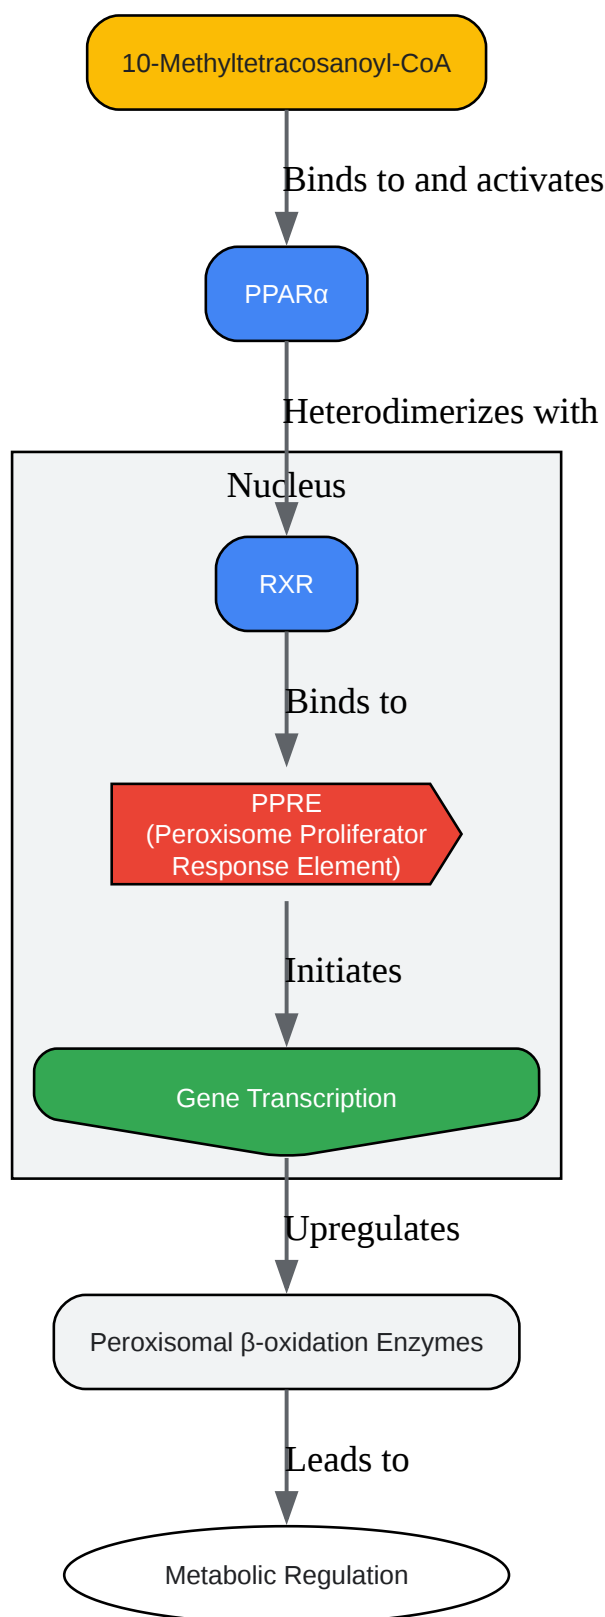 10-Methyltetracosanoyl-CoA
Binds to and activates
PPARα
Heterodimerizes with
Nucleus
RXR
Binds to
PPRE
(Peroxisome Proliferator
Response Element)
Initiates
Gene Transcription
Upregulates
Peroxisomal β-oxidation Enzymes
Leads to
Metabolic Regulation